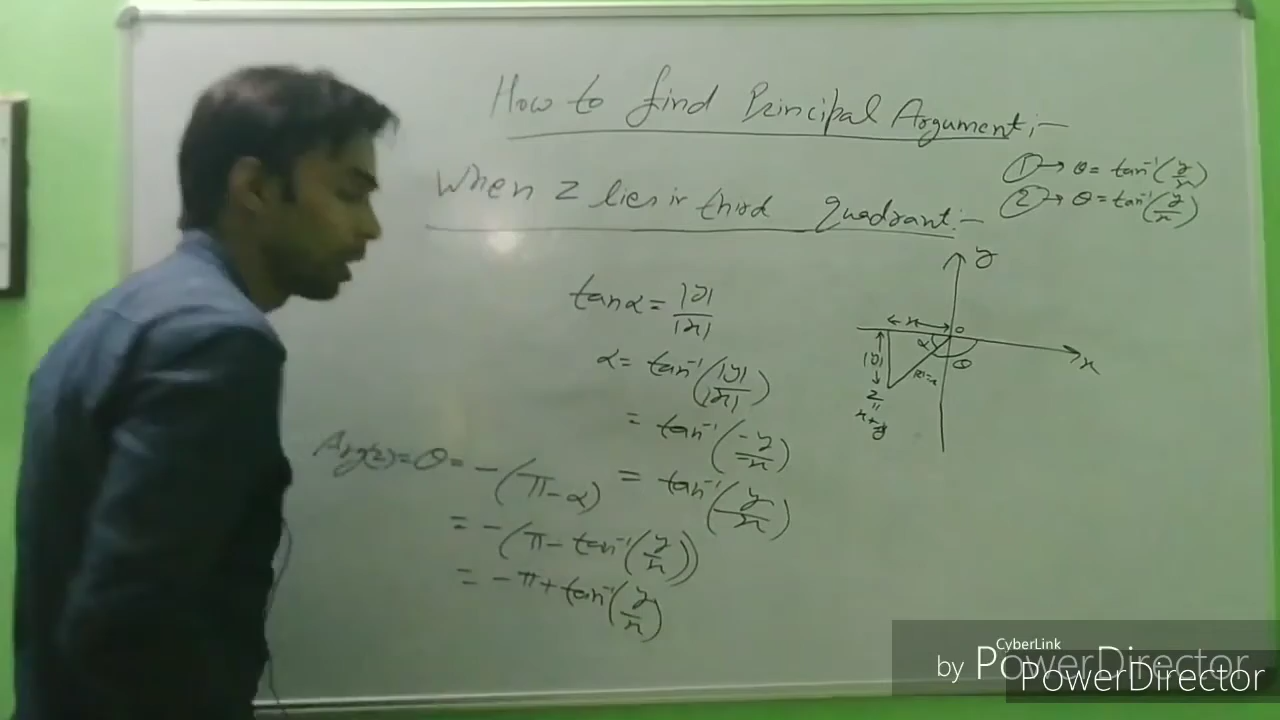 How to find Principal Argument:-
When z lies in third Quadrant:-
① → θ = tan⁻¹(y/x)
② → θ = tan⁻¹(y/x)
tanα = |y|/|x|
α = tan⁻¹(|y|/|x|)
= tan⁻¹(-y/-x)
= tan⁻¹(y/x)
Arg(z) = θ = -(π-α)
= -(π - tan⁻¹(y/x))
= -π + tan⁻¹(y/x)
y
x
o
x
α
θ
|y|
z
=
CyberLink
by PowerDirector
PowerDirector